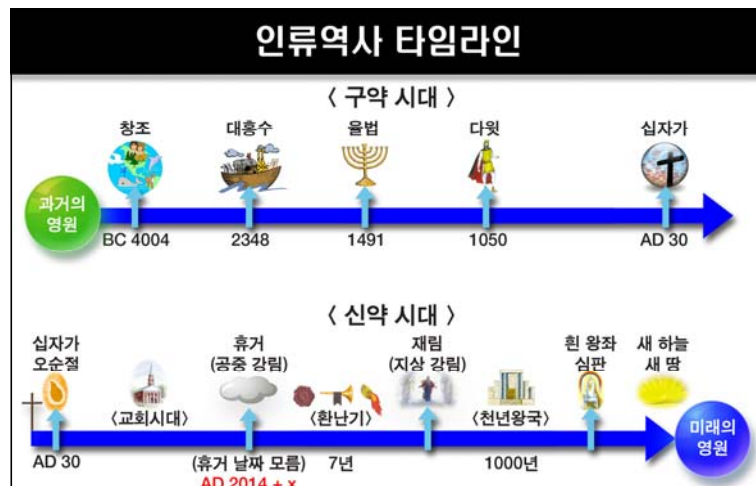 인류역사 타임라인
〈 구약 시대 〉
창조 대홍수 율법 다윗 십자가
과거의
영원
BC 4004 2348 1491 1050 AD 30
〈 신약 시대 〉
십자가 휴거 재림 흰 왕좌 새 하늘
오순절 (공중 강림) (지상 강림) 심판 새 땅
〈교회시대〉 〈환난기〉 〈천년왕국〉
미래의
영원
AD 30 (휴거 날짜 모름) 7년 1000년
AD 2014 + x